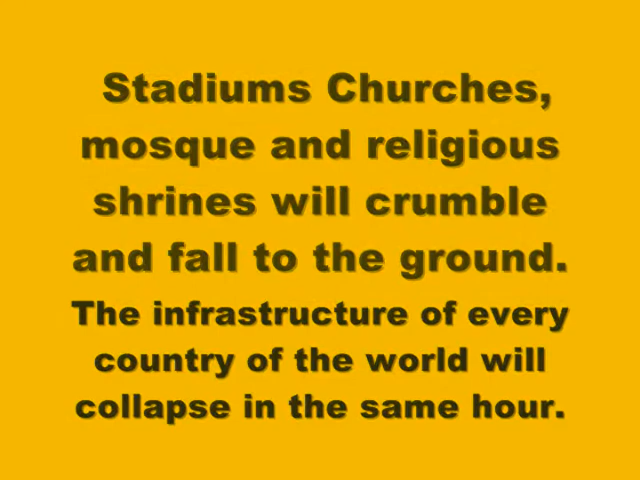 Stadiums Churches,
mosque and religious
shrines will crumble
and fall to the ground.
The infrastructure of every
country of the world will
collapse in the same hour.